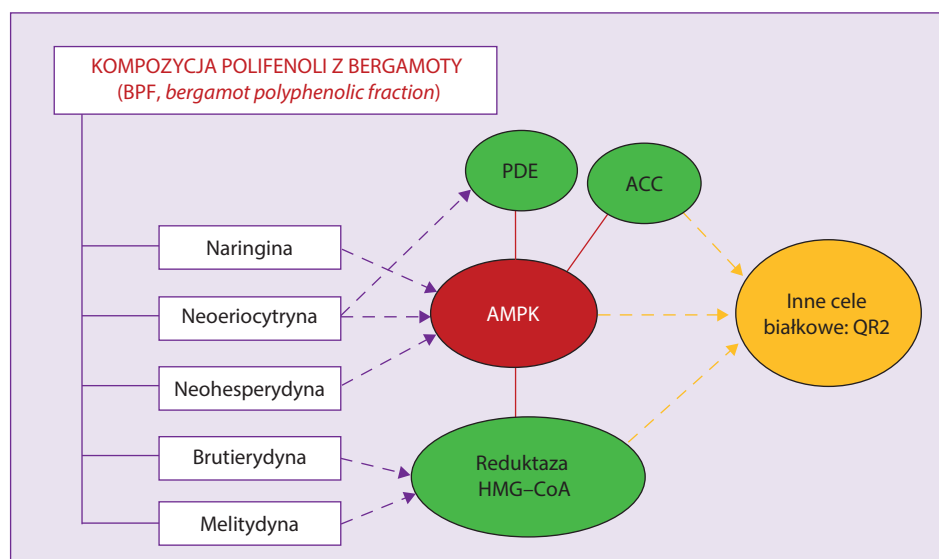 KOMPOZYCJA POLIFENOLI Z BERGAMOTY
(BPF, bergamot polyphenolic fraction)
PDE
ACC
Naringina
Neoeriocytryna
AMPK
Inne cele
białkowe: QR2
Neohesperydyna
Brutierydyna
Reduktaza
HMG–CoA
Melitydyna